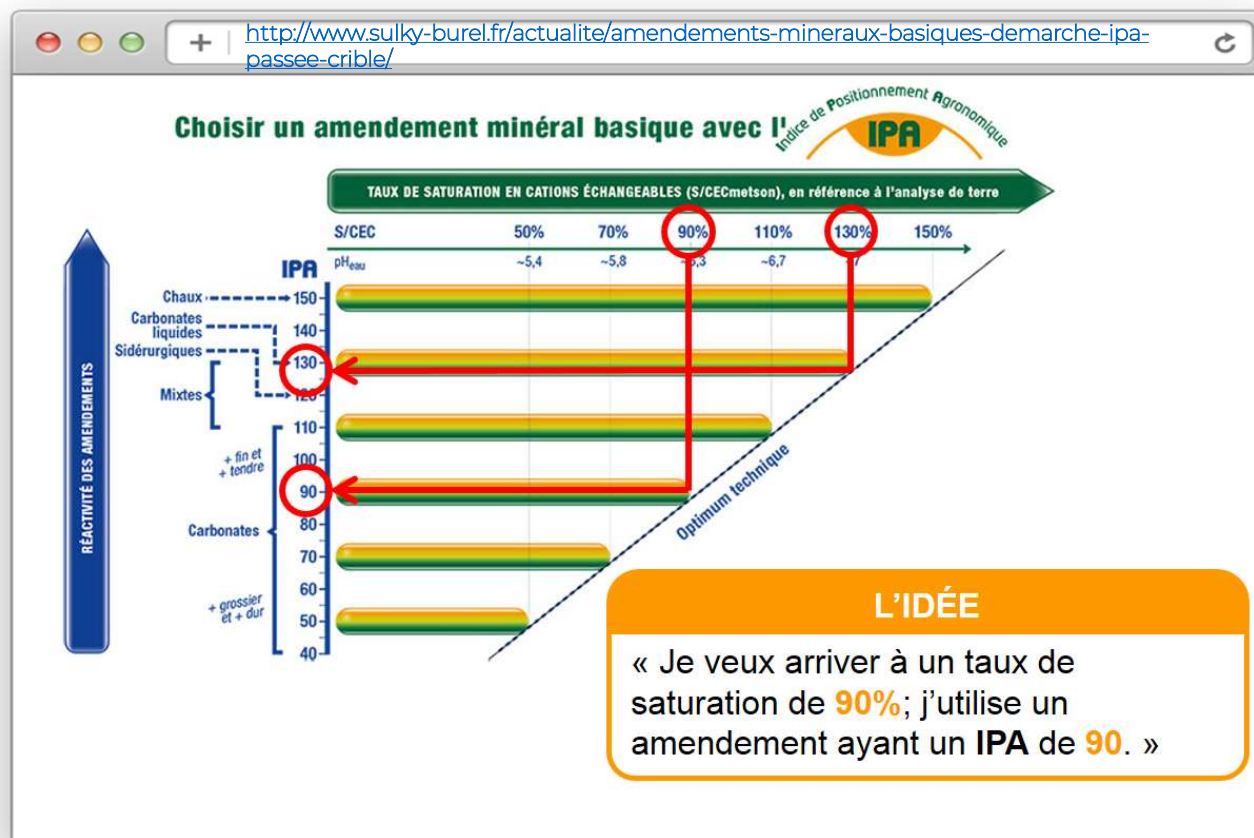 http://www.sulky-burel.fr/actualite/amendements-mineraux-basiques-demarche-ipa-
passee-crible/
Choisir un amendement minéral basique avec l'
Indice de Positionnement Agronomique
IPA
TAUX DE SATURATION EN CATIONS ÉCHANGEABLES (S/CECmetson), en référence à l'analyse de terre
S/CEC 50% 70% 90% 110% 130% 150%
IPA pHeau ~5,4 ~5,8 ~6,7
RÉACTIVITÉ DES AMENDEMENTS
Chaux 150
Carbonates
liquides
140
Sidérurgiques
130
Mixtes 120
110
+ fin et
+ tendre
100
90
Optimum technique
80
Carbonates
70
60
+ grossier
et + dur
50
40
L'IDÉE
« Je veux arriver à un taux de
saturation de 90%; j'utilise un
amendement ayant un IPA de 90. »